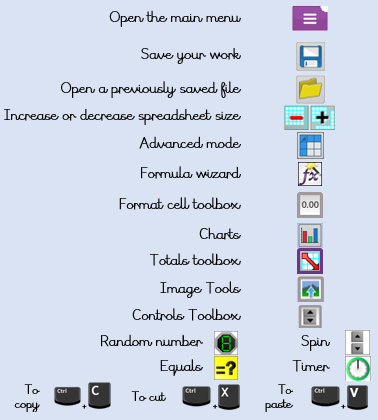 Open the main menu
Save your work
Open a previously saved file
Increase or decrease spreadsheet size
Advanced mode
Formula wizard
fx
Format cell toolbox 0.00
Charts
Totals toolbox
Image Tools
Controls Toolbox
Random number 8 Spin
Equals =? Timer
To copy Ctrl + C To cut Ctrl + X To paste Ctrl + V